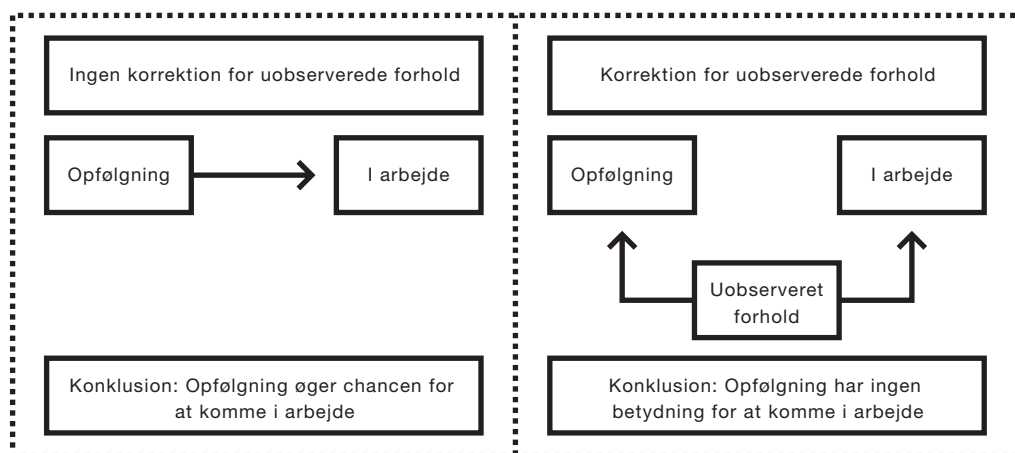 Ingen korrektion for uobserverede forhold
Opfølgning
I arbejde
Konklusion: Opfølgning øger chancen for
at komme i arbejde
Korrektion for uobserverede forhold
Opfølgning
I arbejde
Uobserveret
forhold
Konklusion: Opfølgning har ingen
betydning for at komme i arbejde